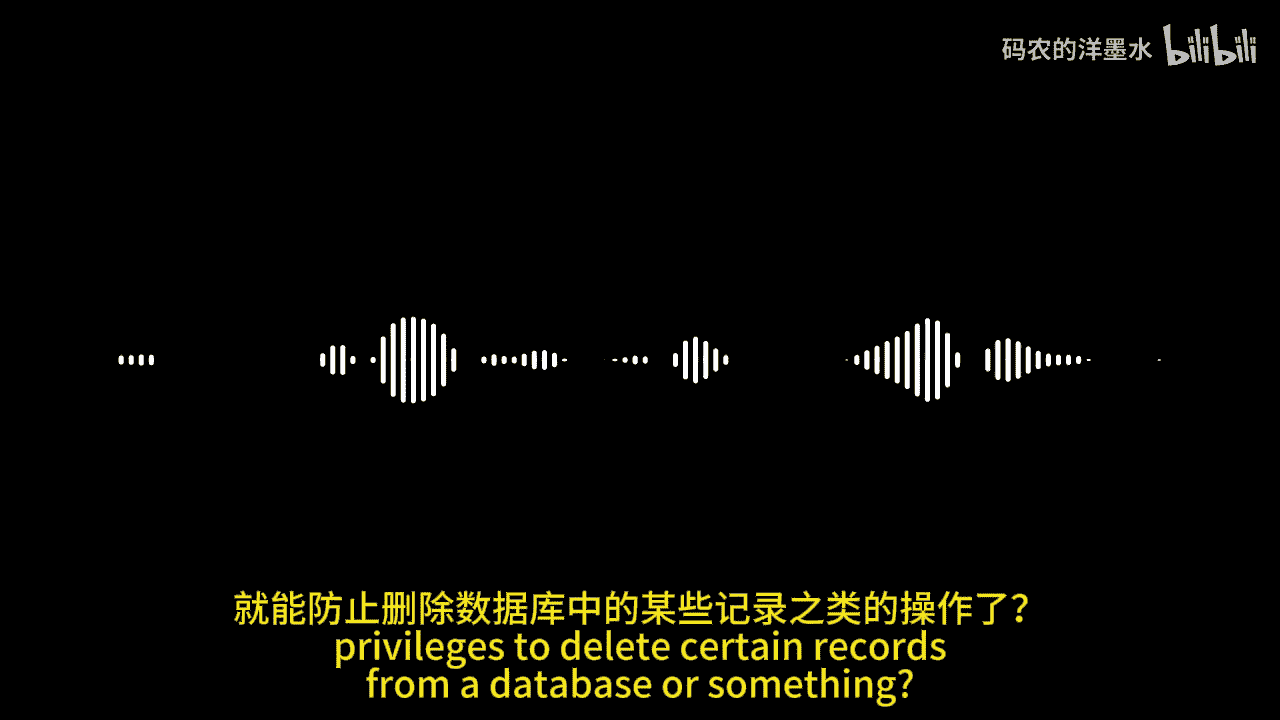 码农的洋墨水 bilibili
就能防止删除数据库中的某些记录之类的操作了？
privileges to delete certain records
from a database or something?